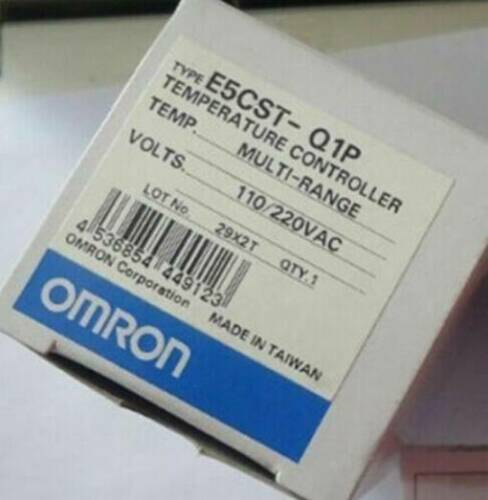 TYPE E5CST- Q1P
TEMPERATURE CONTROLLER
TEMP. MULTI-RANGE
VOLTS. 110/220VAC
LOT No. 29X2T QTY.1
4 536854 449123
OMRON Corporation MADE IN TAIWAN
OMRON